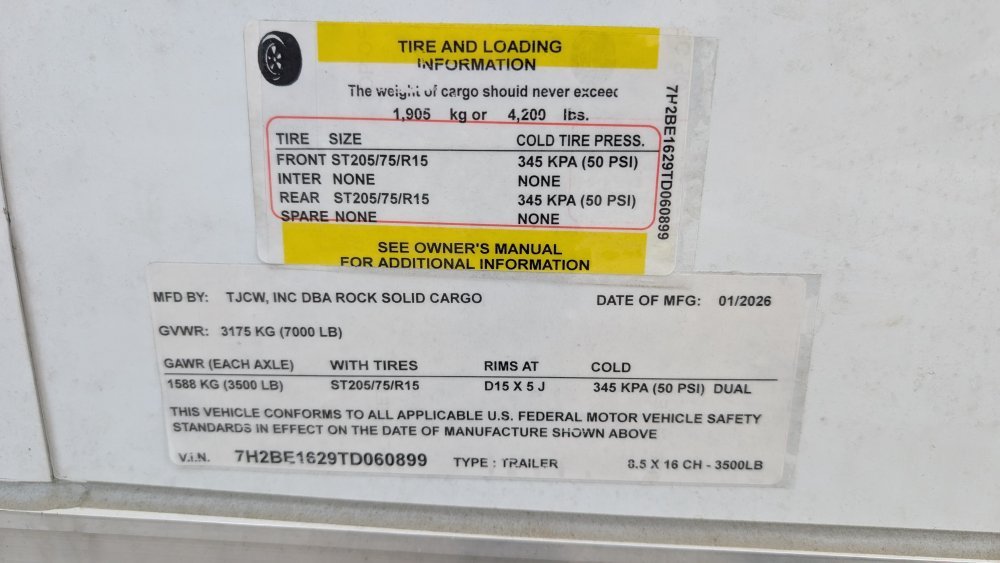 TIRE AND LOADING
INFORMATION
The weight of cargo should never exceed
1,905 kg or 4,200 lbs.
TIRE SIZE COLD TIRE PRESS.
FRONT ST205/75/R15 345 KPA (50 PSI)
INTER NONE NONE
REAR ST205/75/R15 345 KPA (50 PSI)
SPARE NONE NONE
SEE OWNER'S MANUAL
FOR ADDITIONAL INFORMATION
7H2BE1629TD060899
MFD BY: TJCW, INC DBA ROCK SOLID CARGO DATE OF MFG: 01/2026
GVWR: 3175 KG (7000 LB)
GAWR (EACH AXLE) WITH TIRES RIMS AT COLD
1588 KG (3500 LB) ST205/75/R15 D15 X 5 J 345 KPA (50 PSI) DUAL
THIS VEHICLE CONFORMS TO ALL APPLICABLE U.S. FEDERAL MOTOR VEHICLE SAFETY
STANDARDS IN EFFECT ON THE DATE OF MANUFACTURE SHOWN ABOVE
V.I.N. 7H2BE1629TD060899 TYPE : TRAILER 8.5 X 16 CH - 3500LB